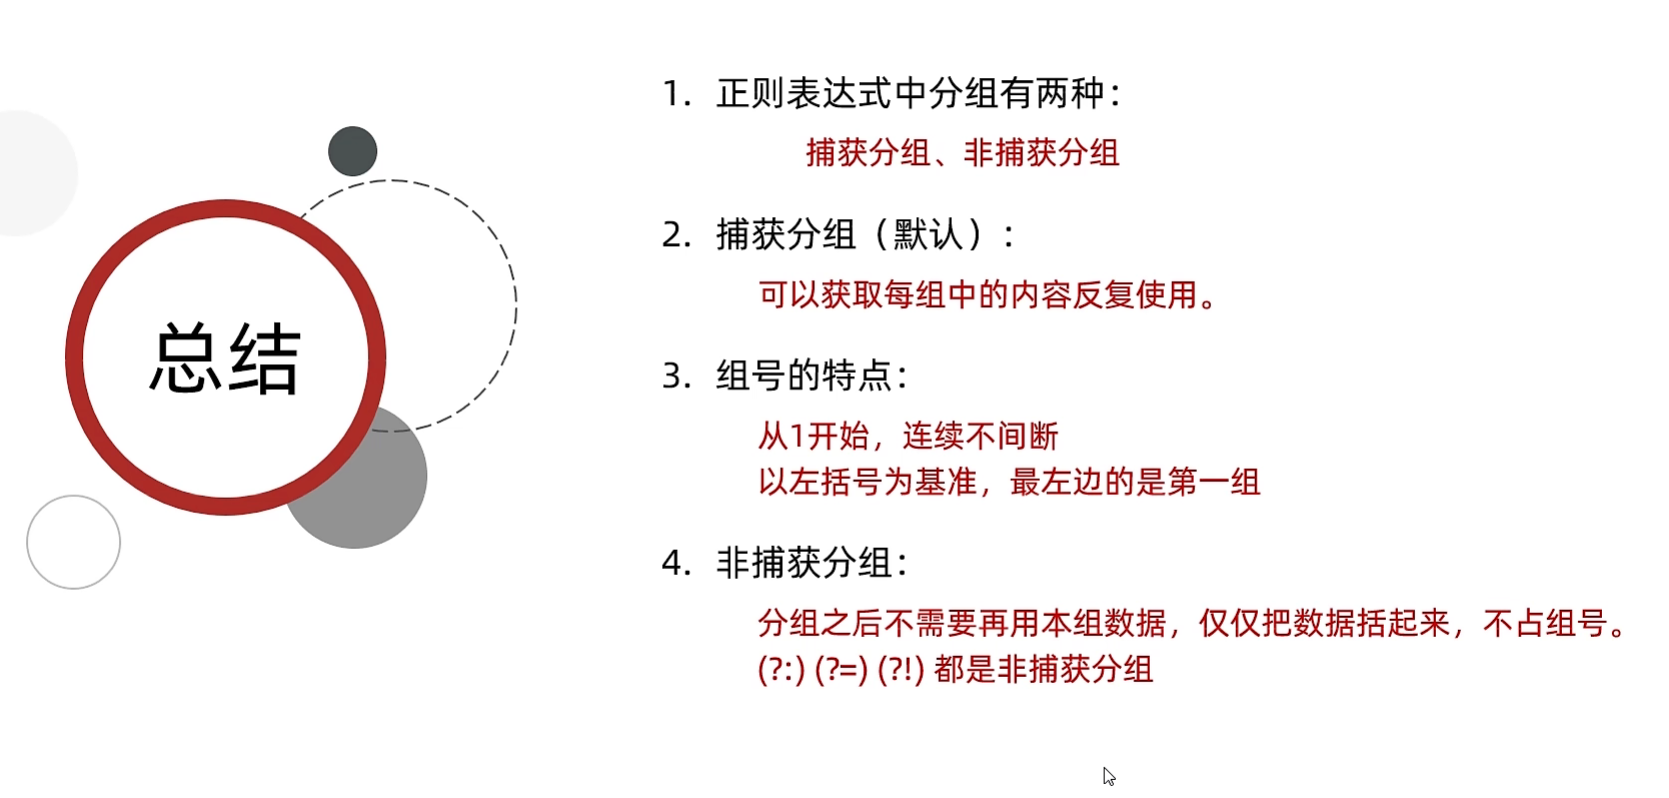 总结
1. 正则表达式中分组有两种：
捕获分组、非捕获分组
2. 捕获分组（默认）：
可以获取每组中的内容反复使用。
3. 组号的特点：
从1开始，连续不间断
以左括号为基准，最左边的是第一组
4. 非捕获分组：
分组之后不需要再用本组数据，仅仅把数据括起来，不占组号。
(?:) (?=) (?!) 都是非捕获分组